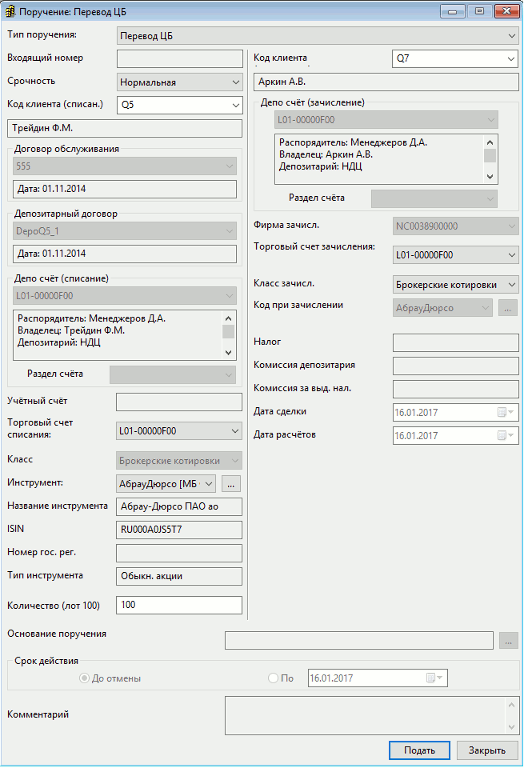 Поручение: Перевод ЦБ
Тип поручения: Перевод ЦБ
Входящий номер
Срочность Нормальная
Код клиента (списан.) Q5
Трейдин Ф.М.
Договор обслуживания
555
Дата: 01.11.2014
Депозитарный договор
DepoQ5_1
Дата: 01.11.2014
Депо счёт (списание)
L01-00000F00
Распорядитель: Менеджеров Д.А.
Владелец: Трейдин Ф.М.
Депозитарий: НДЦ
Раздел счёта
Учётный счёт
Торговый счет
списания: L01-00000F00
Класс Брокерские котировки
Инструмент: АбрауДюрсо [МБ ...
Название инструмента Абрау-Дюрсо ПАО ао
ISIN RU000A0JS5T7
Номер гос. рег.
Тип инструмента Обыкн. акции
Количество (лот 100) 100
Код клиента Q7
Аркин А.В.
Депо счёт (зачисление)
L01-00000F00
Распорядитель: Менеджеров Д.А.
Владелец: Аркин А.В.
Депозитарий: НДЦ
Раздел счёта
Фирма зачисл. NC0038900000
Торговый счет зачисления: L01-00000F00
Класс зачисл. Брокерские котировки
Код при зачислении АбрауДюрсо ...
Налог
Комиссия депозитария
Комиссия за выд. нал.
Дата сделки 16.01.2017
Дата расчётов 16.01.2017
Основание поручения ...
Срок действия
До отмены По 16.01.2017
Комментарий
Подать Закрыть